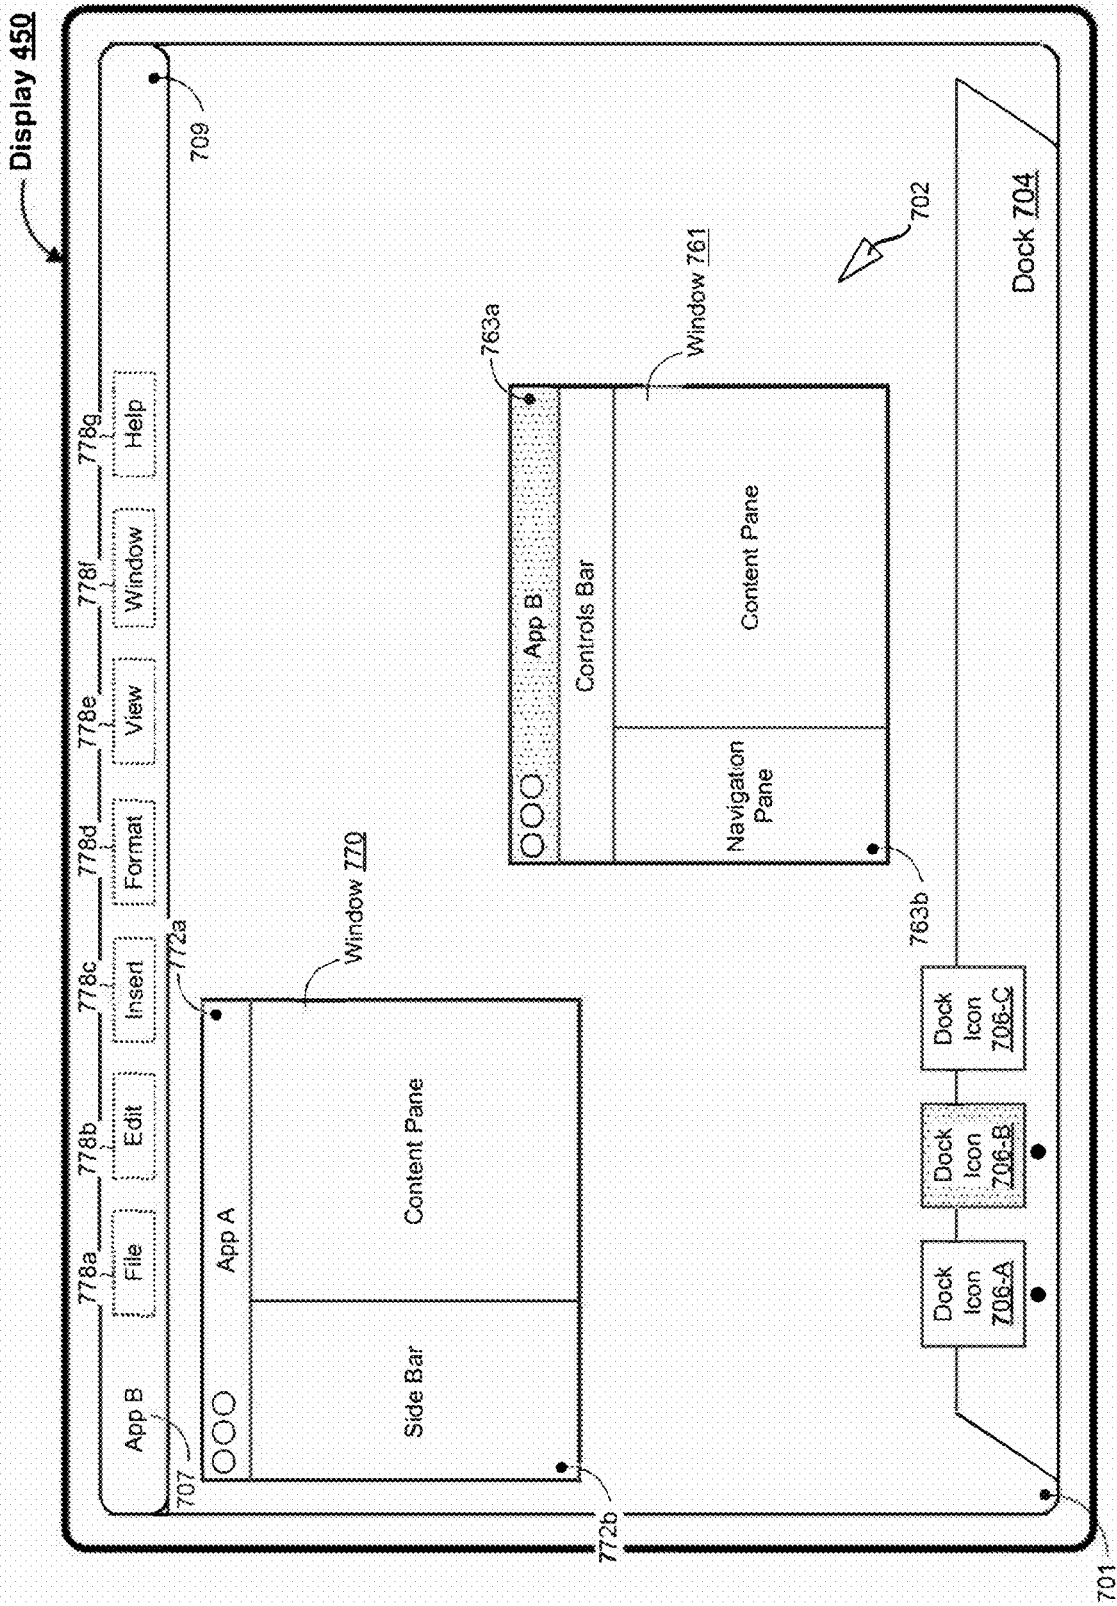 Display 450
778a
778b
778c
778d
778e
778f
778g
App B
File
Edit
Insert
Format
View
Window
Help
707
709
772a
App A
Side Bar
Content Pane
Window 770
772b
763a
App B
Controls Bar
Navigation
Pane
Content Pane
Window 761
763b
702
Dock
Icon
706-A
Dock
Icon
706-B
Dock
Icon
706-C
Dock 704
701